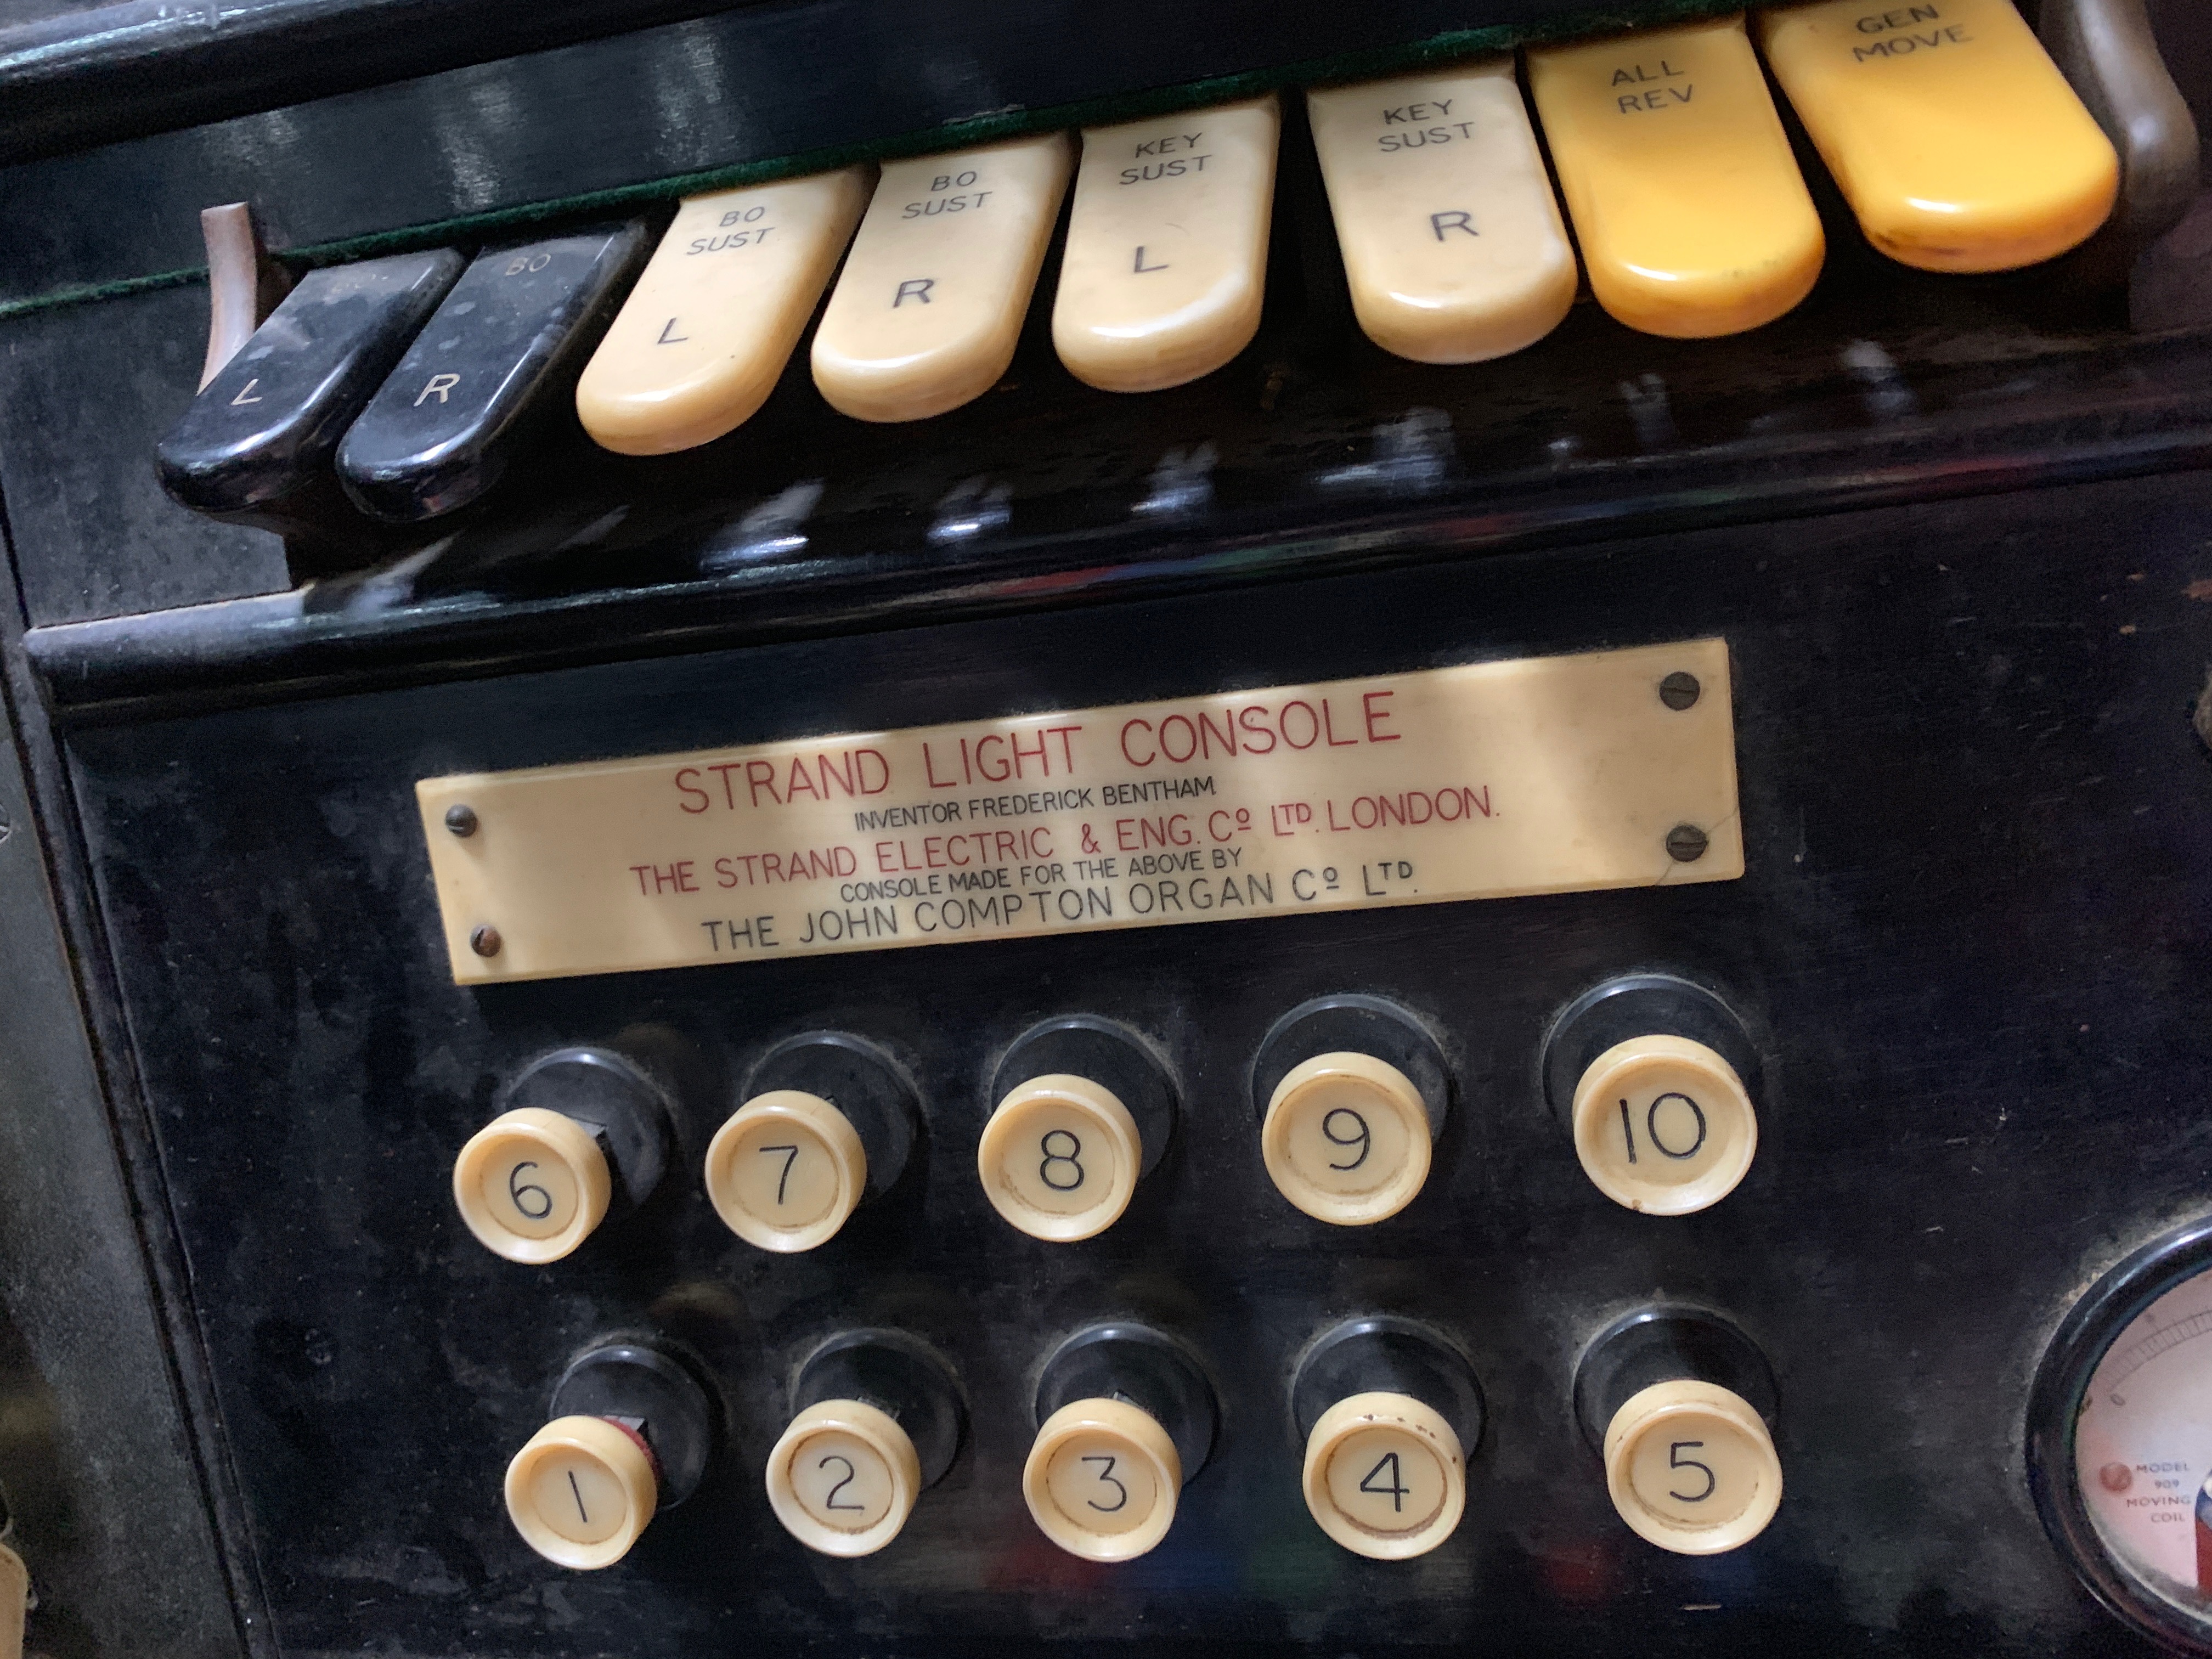 GEN
MOVE
ALL
REV
KEY
SUST
R
KEY
SUST
L
BO
SUST
R
BO
SUST
L
BO
R
L
STRAND LIGHT CONSOLE
INVENTOR FREDERICK BENTHAM
THE STRAND ELECTRIC & ENG. Cº LTD. LONDON.
CONSOLE MADE FOR THE ABOVE BY
THE JOHN COMPTON ORGAN Cº LTD.
6 7 8 9 10
1 2 3 4 5
0
MODEL
909
MOVING
COIL